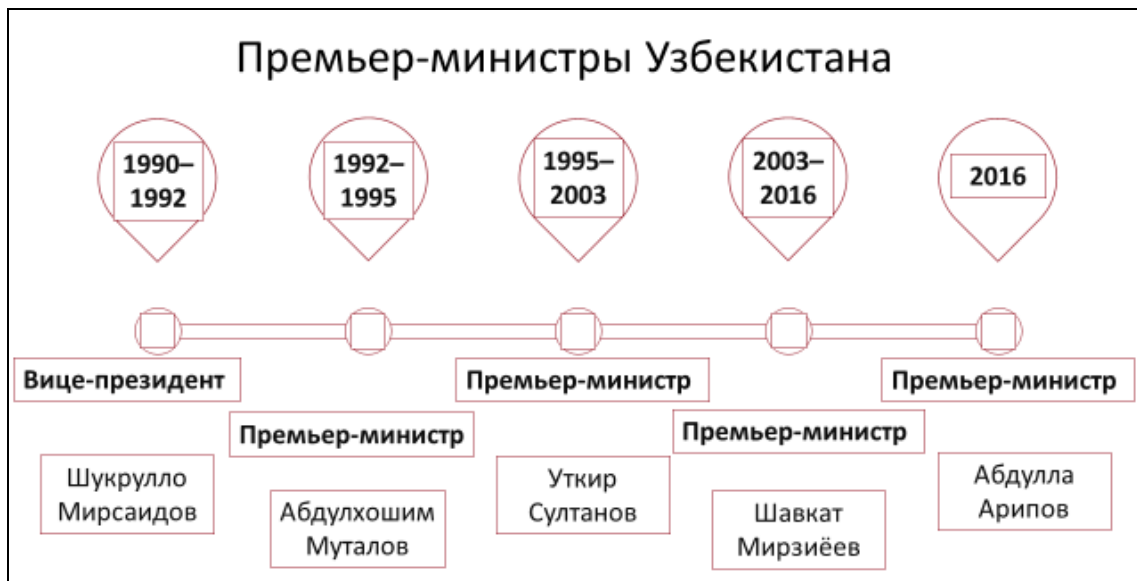 Премьер-министры Узбекистана
1990–
1992
1992–
1995
1995–
2003
2003–
2016
2016
Вице-президент
Премьер-министр
Премьер-министр
Премьер-министр
Премьер-министр
Шукрулло
Мирсаидов
Абдулхошим
Муталов
Уткир
Султанов
Шавкат
Мирзиёев
Абдулла
Арипов